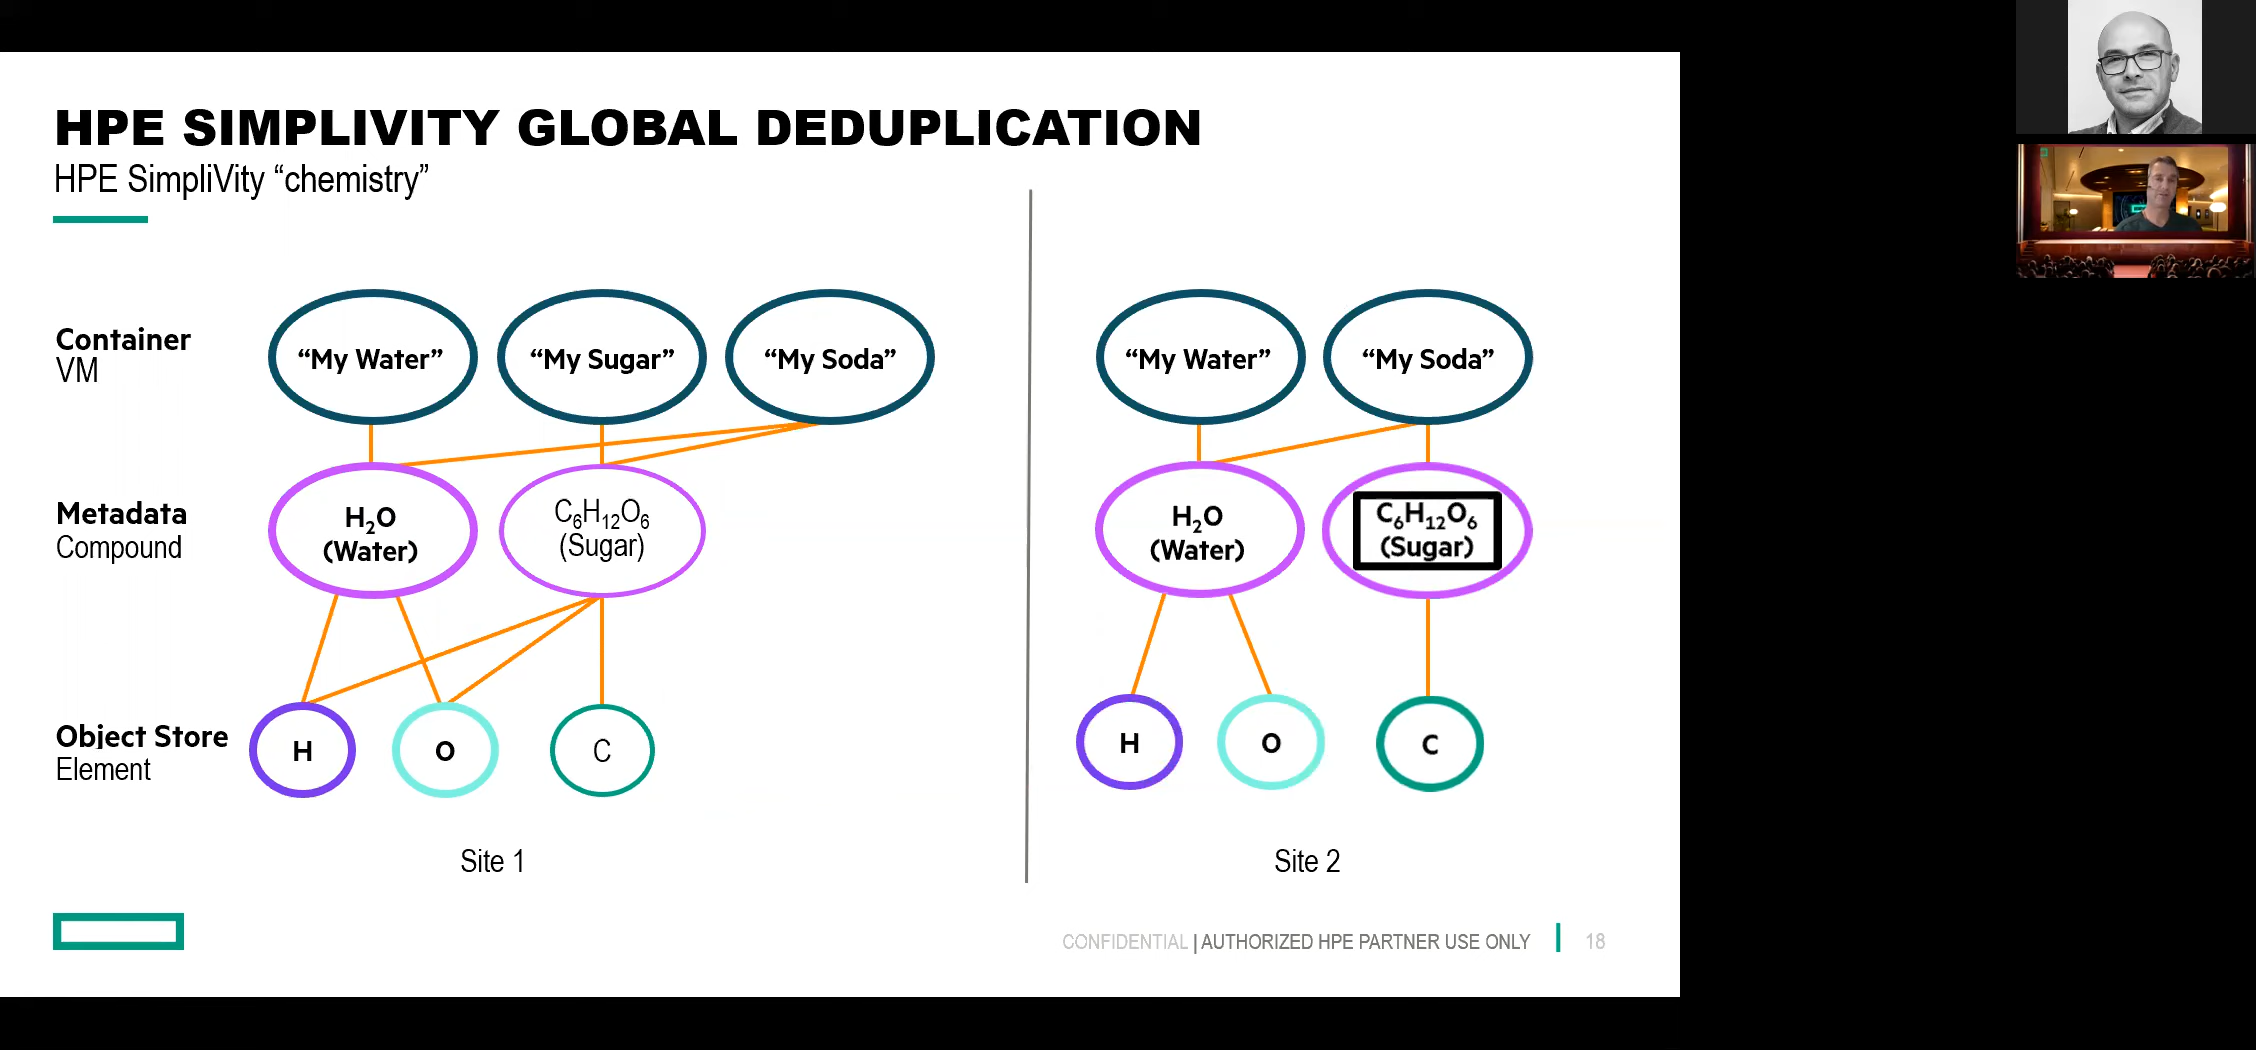 HPE SIMPLIVITY GLOBAL DEDUPLICATION
HPE SimpliVity “chemistry”
Container
VM
“My Water”
“My Sugar”
“My Soda”
“My Water”
“My Soda”
Metadata
Compound
H₂O
(Water)
C₆H₁₂O₆
(Sugar)
H₂O
(Water)
C₆H₁₂O₆
(Sugar)
Object Store
Element
H
O
C
H
O
C
Site 1
Site 2
CONFIDENTIAL | AUTHORIZED HPE PARTNER USE ONLY
18